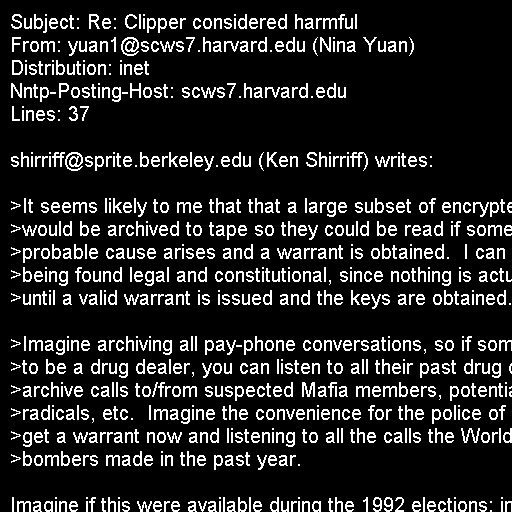 Subject: Re: Clipper considered harmful
From: yuan1@scws7.harvard.edu (Nina Yuan)
Distribution: inet
Nntp-Posting-Host: scws7.harvard.edu
Lines: 37

shirriff@sprite.berkeley.edu (Ken Shirriff) writes:

>It seems likely to me that that a large subset of encrypte
>would be archived to tape so they could be read if some
>probable cause arises and a warrant is obtained.  I can
>being found legal and constitutional, since nothing is actu
>until a valid warrant is issued and the keys are obtained.

>Imagine archiving all pay-phone conversations, so if som
>to be a drug dealer, you can listen to all their past drug
>archive calls to/from suspected Mafia members, potentia
>radicals, etc.  Imagine the convenience for the police of
>get a warrant now and listening to all the calls the World
>bombers made in the past year.

Imagine if this were available during the 1992 elections: in